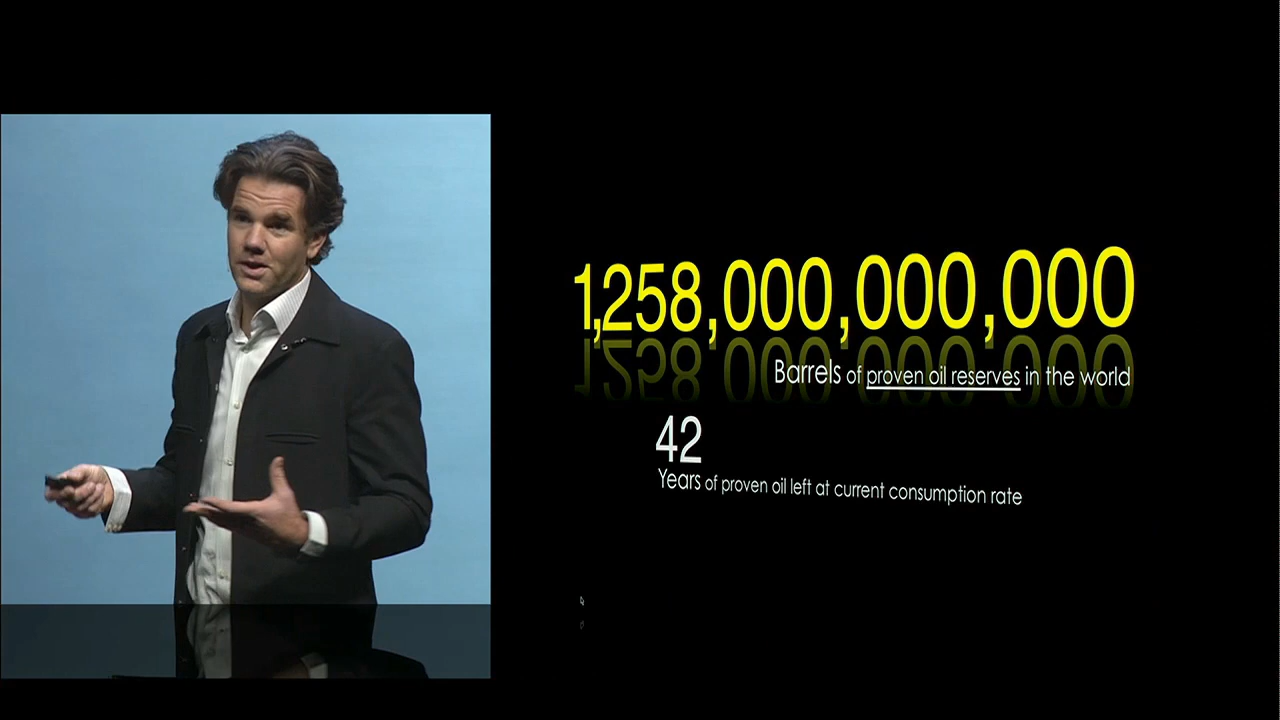 1,258,000,000,000
Barrels of proven oil reserves in the world
42
Years of proven oil left at current consumption rate